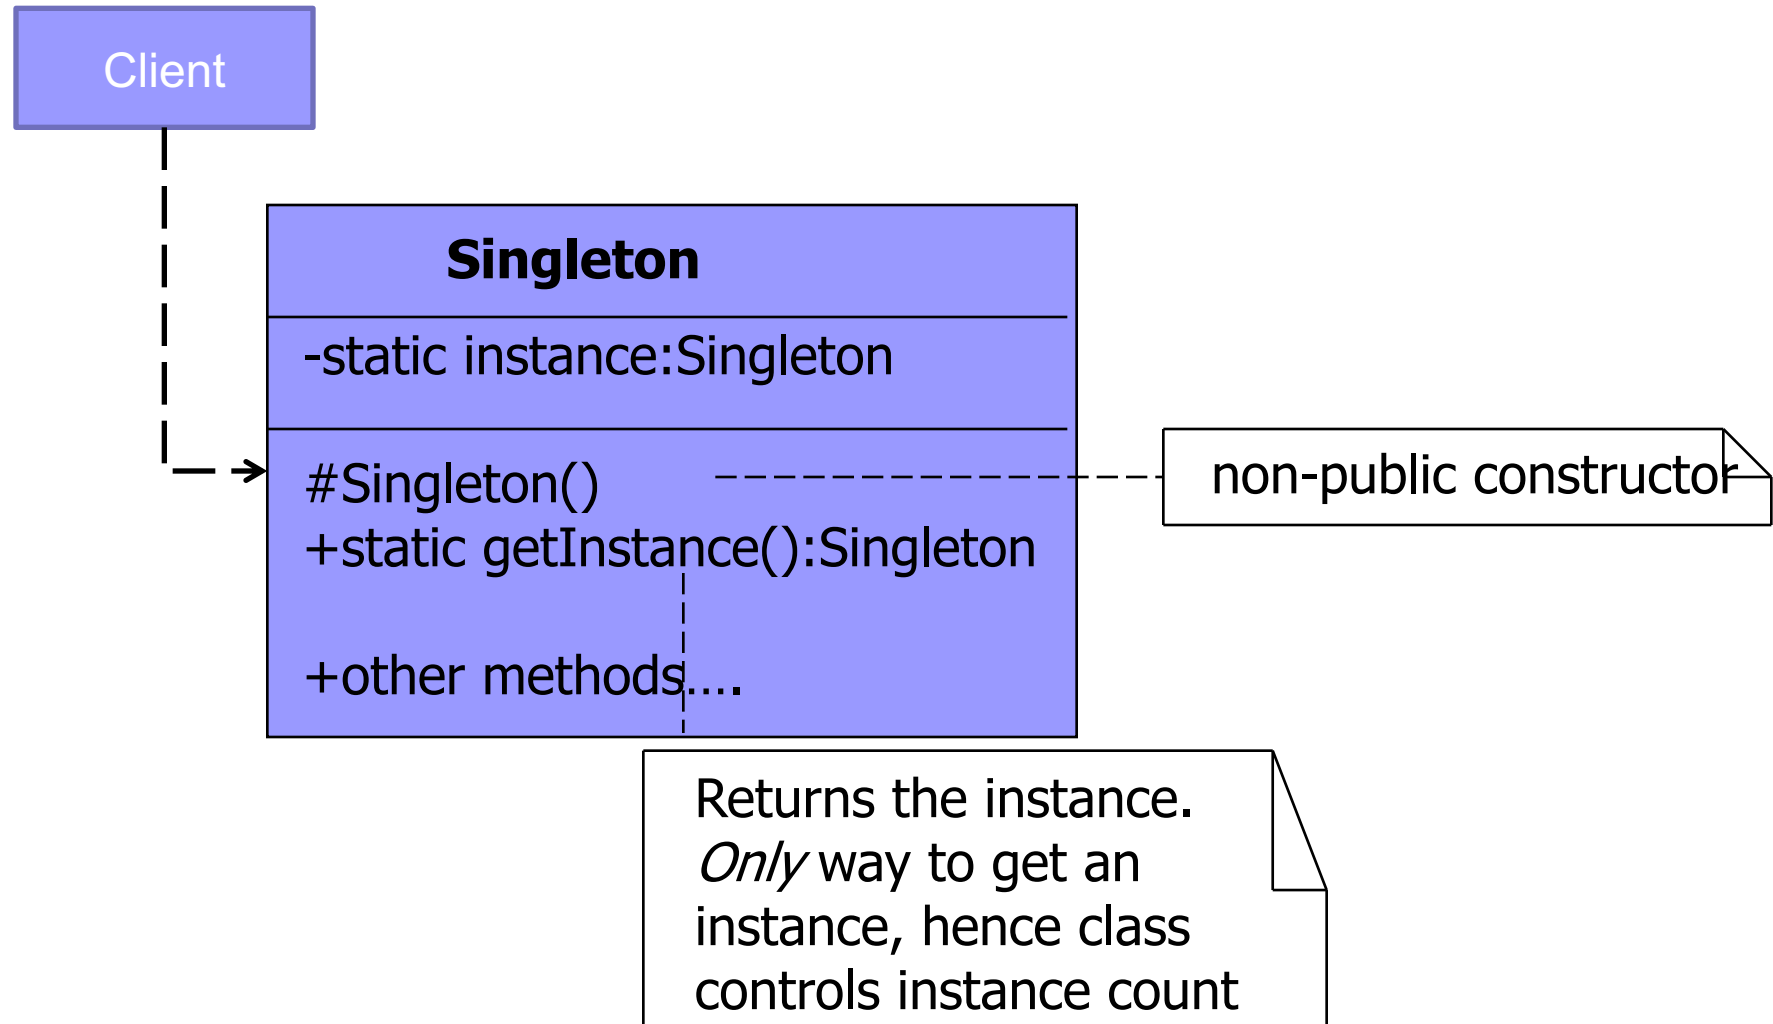 Client
Singleton
-static instance:Singleton
#Singleton()
+static getInstance():Singleton
+other methods….
non-public constructor
Returns the instance.
Only way to get an
instance, hence class
controls instance count